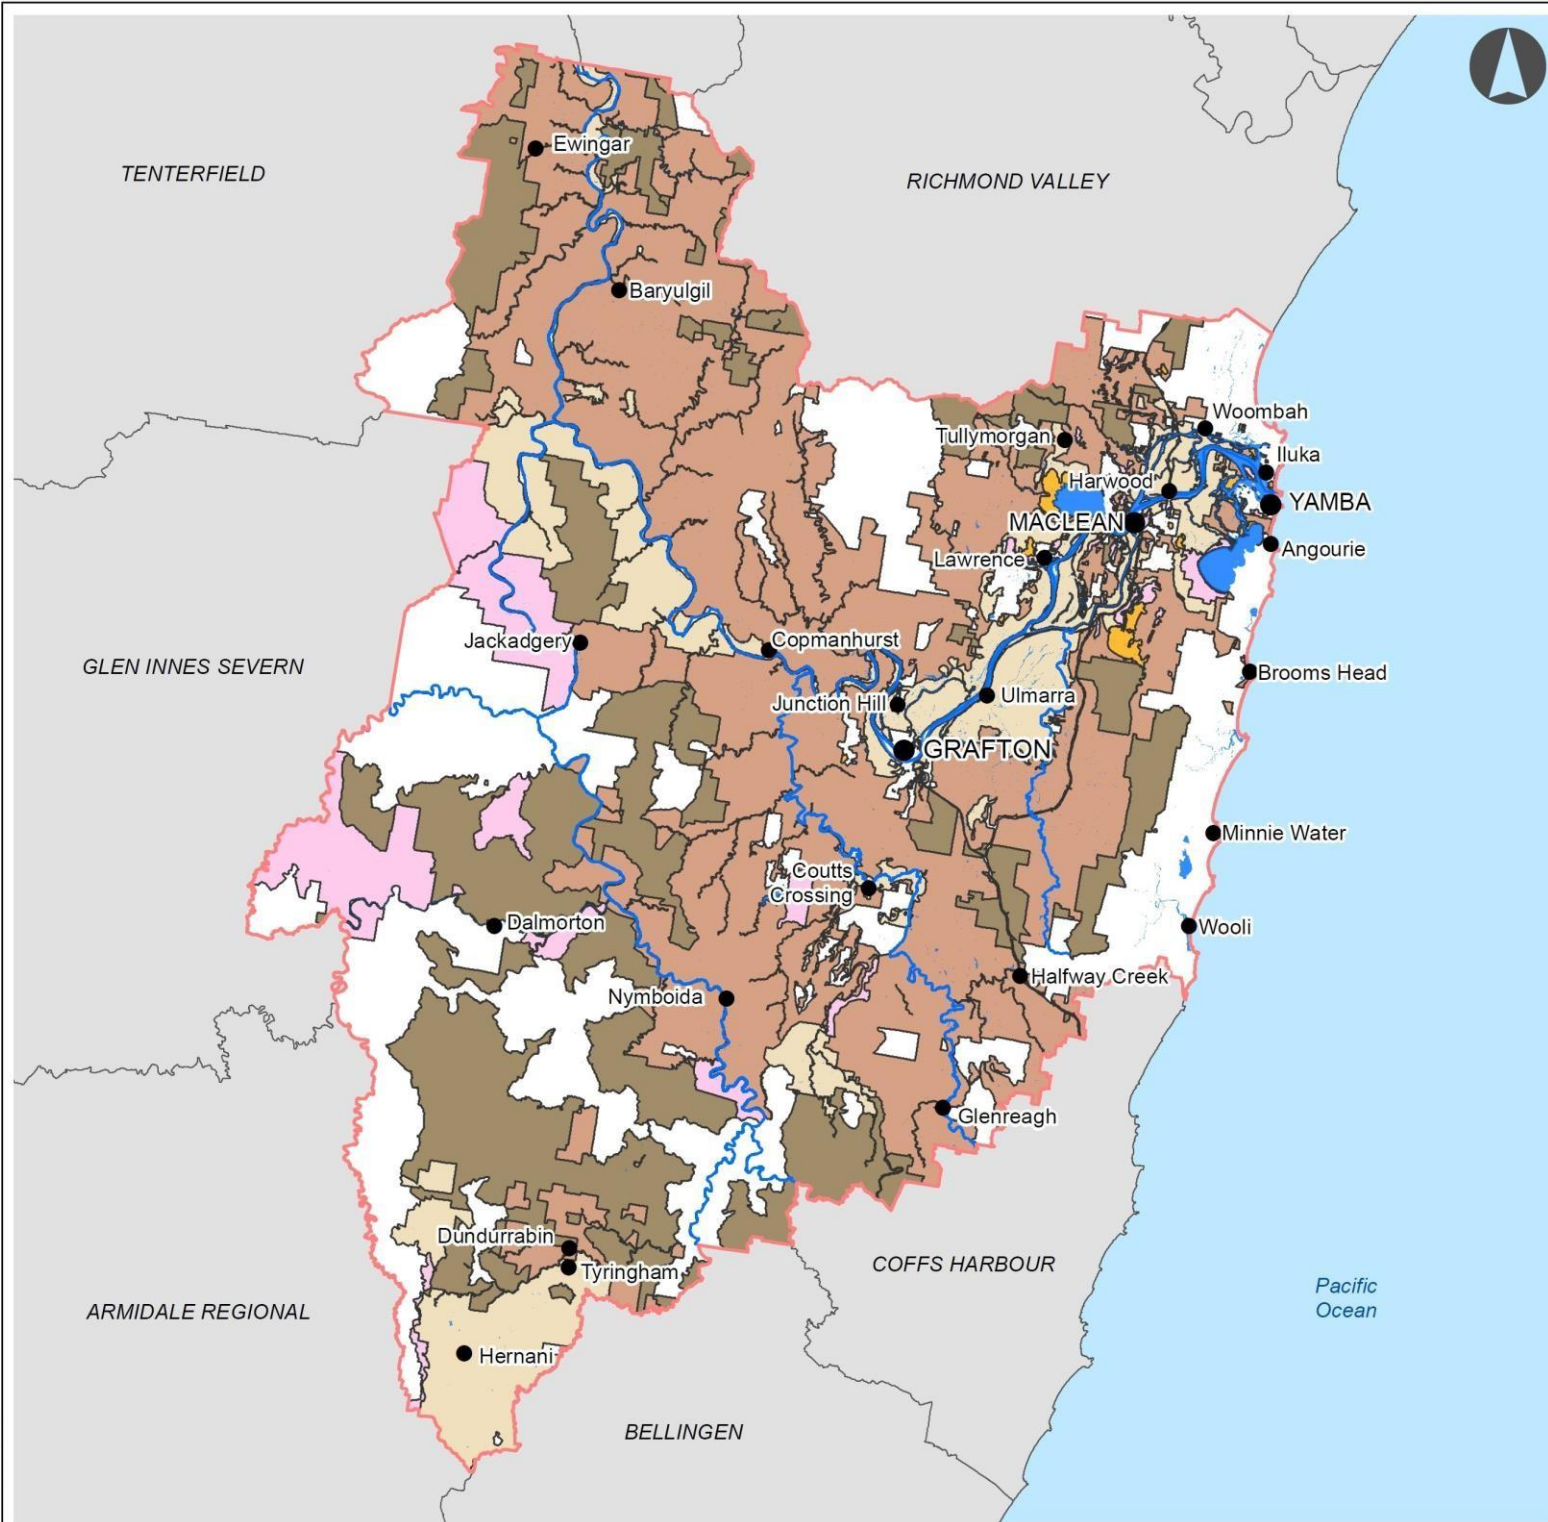 Ewingar
TENTERFIELD
RICHMOND VALLEY
Baryulgil
Woombah
Tullymorgan
Iluka
Harwood
YAMBA
MACLEAN
Angourie
Lawrence
Jackadgery
Copmanhurst
GLEN INNES SEVERN
Brooms Head
Junction Hill
Ulmarra
GRAFTON
Minnie Water
Coutts
Crossing
Dalmorton
Wooli
Halfway Creek
Nymboida
Glenreagh
Dundurrabin
COFFS HARBOUR
Tyringham
Pacific
Ocean
ARMIDALE REGIONAL
Hernani
BELLINGEN